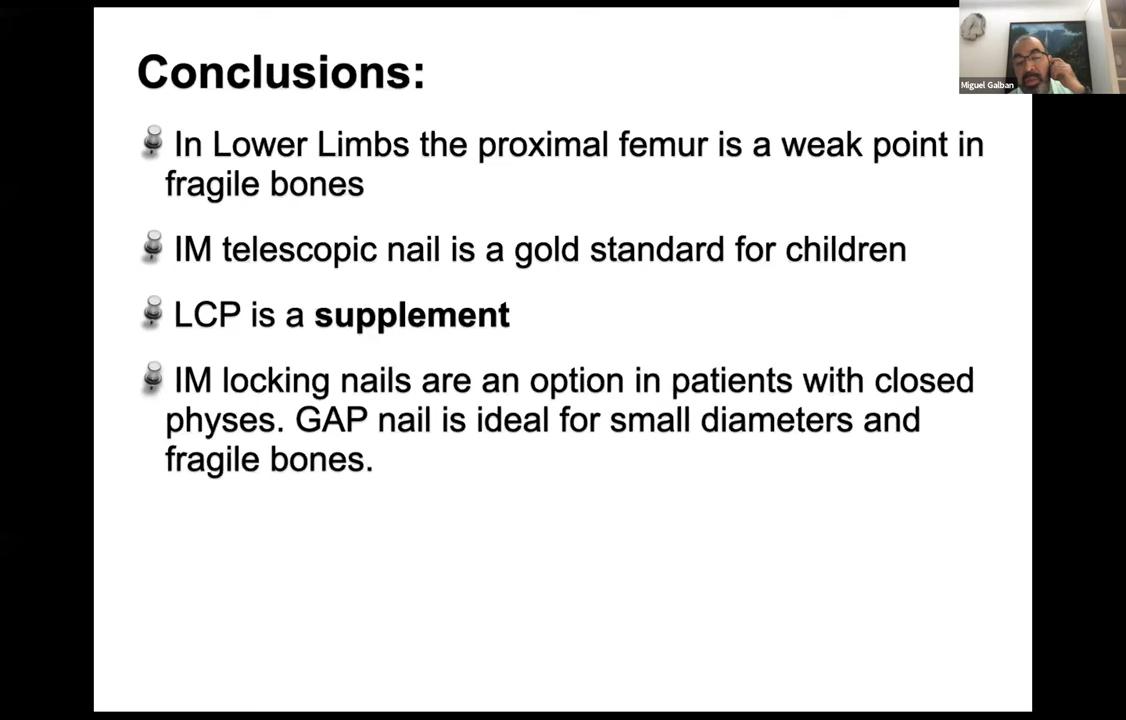 Conclusions:
In Lower Limbs the proximal femur is a weak point in
fragile bones
IM telescopic nail is a gold standard for children
LCP is a supplement
IM locking nails are an option in patients with closed
physes. GAP nail is ideal for small diameters and
fragile bones.
Miguel Galban